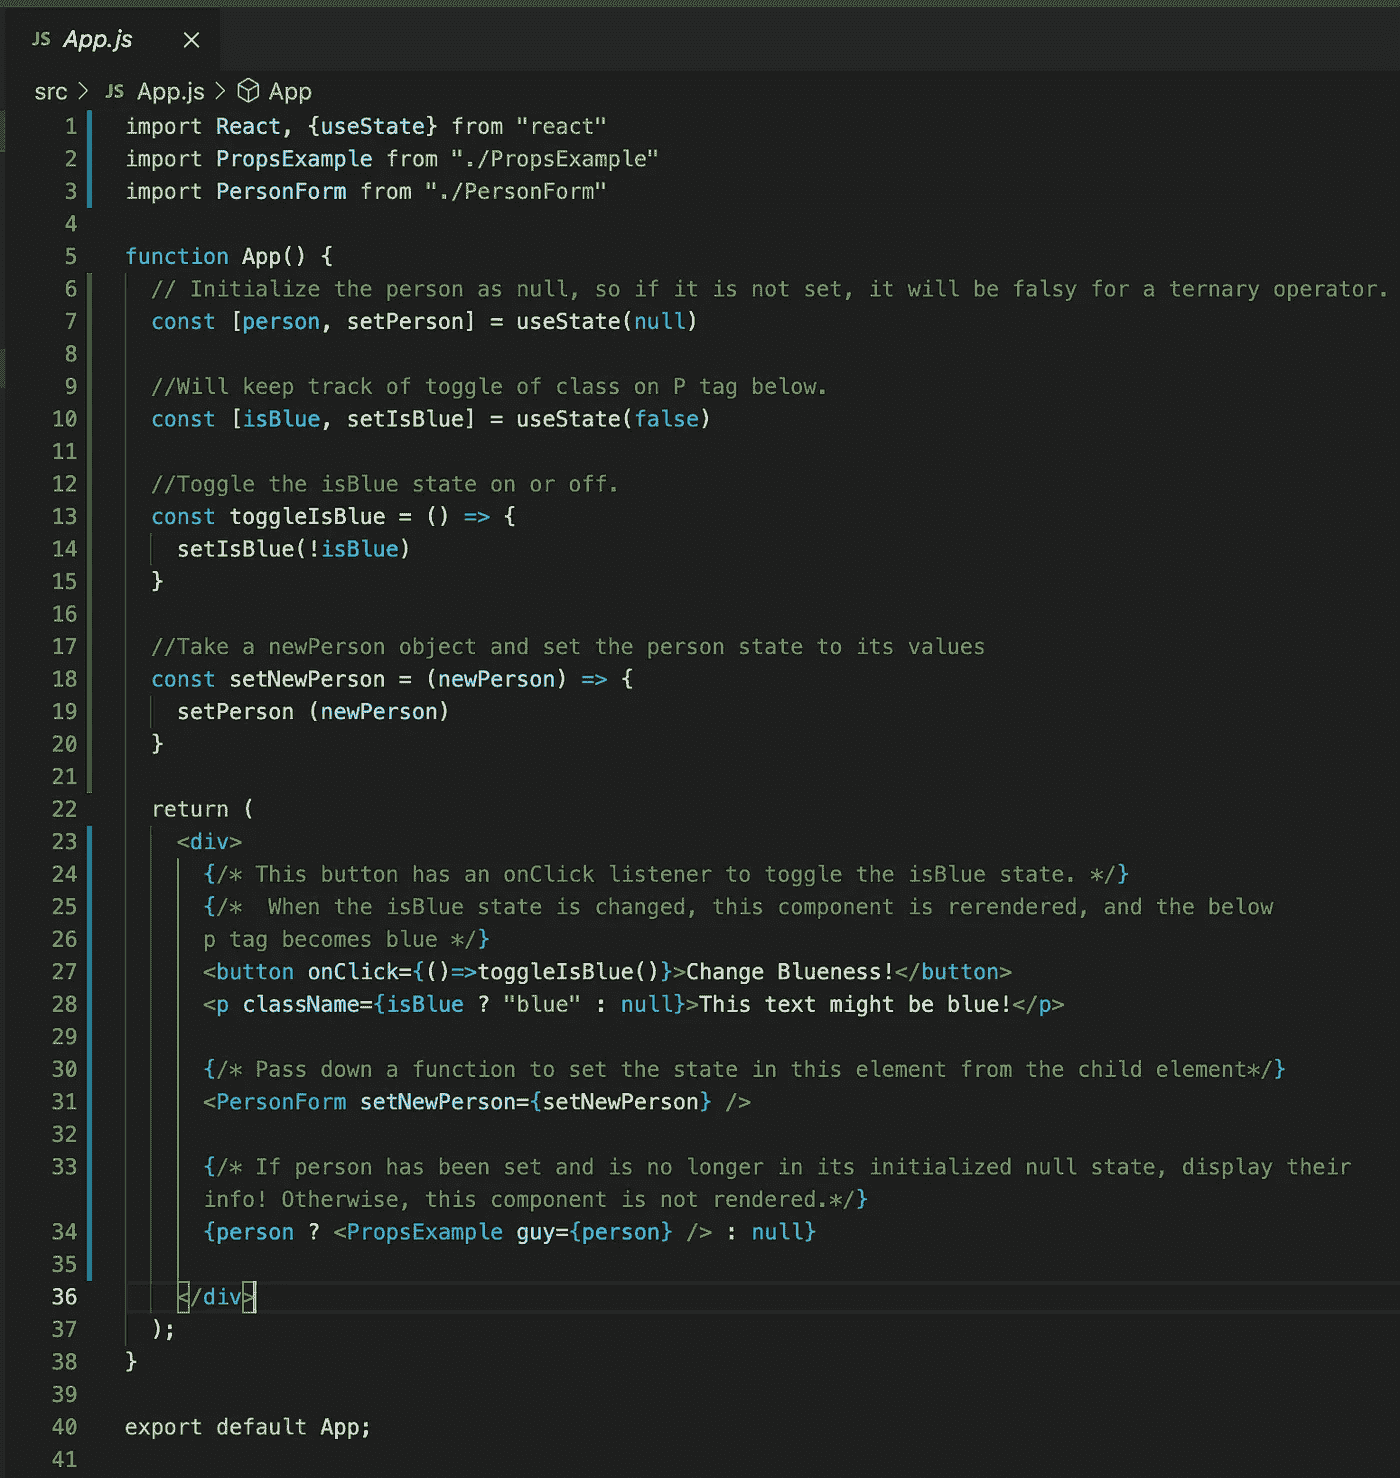 JS App.js ×
src > JS App.js > App
1 import React, {useState} from "react"
2 import PropsExample from "./PropsExample"
3 import PersonForm from "./PersonForm"
4
5 function App() {
6 // Initialize the person as null, so if it is not set, it will be falsy for a ternary operator.
7 const [person, setPerson] = useState(null)
8
9 //Will keep track of toggle of class on P tag below.
10 const [isBlue, setIsBlue] = useState(false)
11
12 //Toggle the isBlue state on or off.
13 const toggleIsBlue = () => {
14 setIsBlue(!isBlue)
15 }
16
17 //Take a newPerson object and set the person state to its values
18 const setNewPerson = (newPerson) => {
19 setPerson (newPerson)
20 }
21
22 return (
23 <div>
24 {/* This button has an onClick listener to toggle the isBlue state. */}
25 {/*  When the isBlue state is changed, this component is rerendered, and the below
26 p tag becomes blue */}
27 <button onClick={()=>toggleIsBlue()}>Change Blueness!</button>
28 <p className={isBlue ? "blue" : null}>This text might be blue!</p>
29
30 {/* Pass down a function to set the state in this element from the child element*/}
31 <PersonForm setNewPerson={setNewPerson} />
32
33 {/* If person has been set and is no longer in its initialized null state, display their
info! Otherwise, this component is not rendered.*/}
34 {person ? <PropsExample guy={person} /> : null}
35
36 </div>
37 );
38 }
39
40 export default App;
41